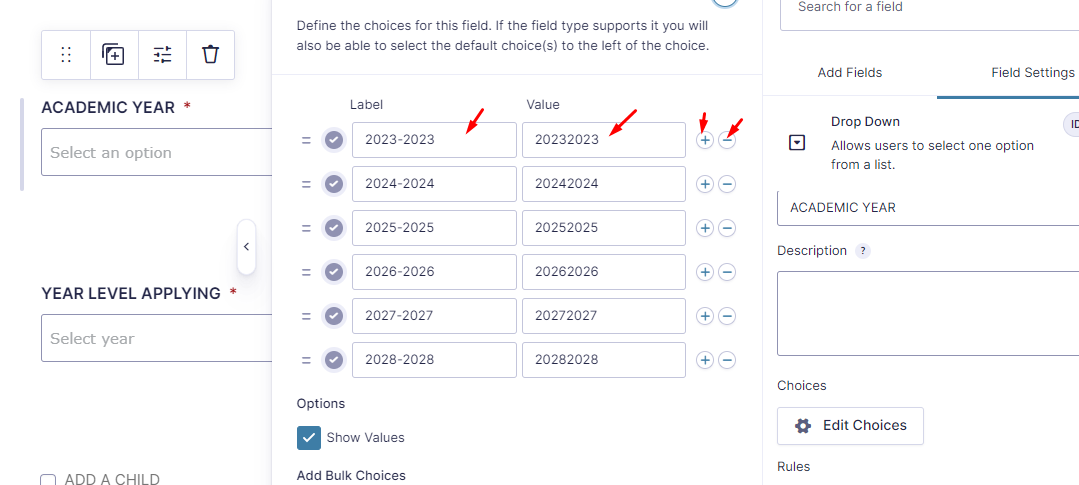 ACADEMIC YEAR *
Select an option
YEAR LEVEL APPLYING *
Select year
ADD A CHILD
Define the choices for this field. If the field type supports it you will
also be able to select the default choice(s) to the left of the choice.
Label Value
2023-2023 20232023
2024-2024 20242024
2025-2025 20252025
2026-2026 20262026
2027-2027 20272027
2028-2028 20282028
Options
Show Values
Add Bulk Choices
Search for a field
Add Fields Field Settings
Drop Down
Allows users to select one option
from a list.
ID
ACADEMIC YEAR
Description ?
Choices
Edit Choices
Rules